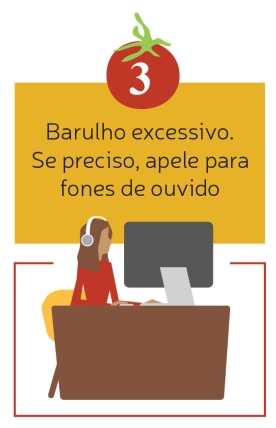 3
Barulho excessivo.
Se preciso, apele para
fones de ouvido